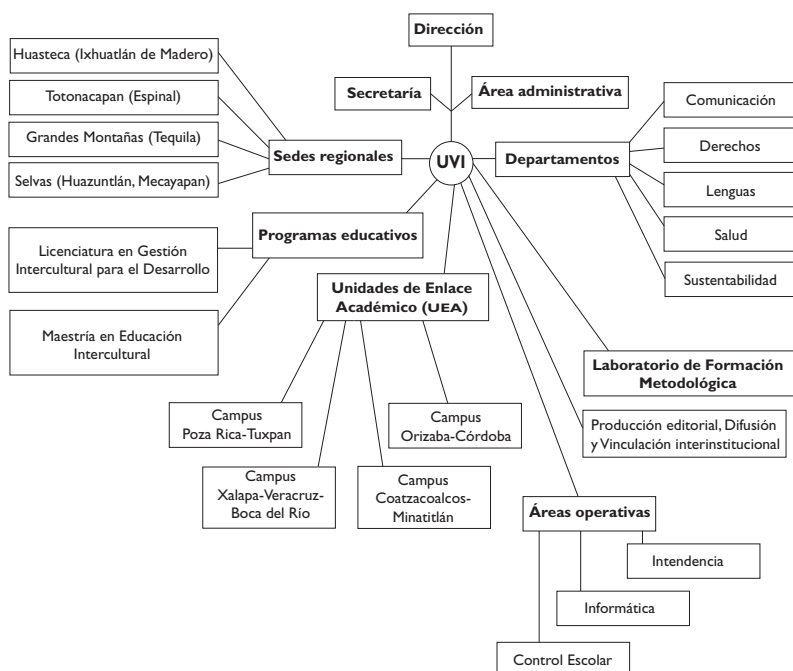 Dirección
Secretaría
Área administrativa
UVI
Sedes regionales
Huasteca (Ixhuatlán de Madero)
Totonacapan (Espinal)
Grandes Montañas (Tequila)
Selvas (Huazuntlán, Mecayapan)
Departamentos
Comunicación
Derechos
Lenguas
Salud
Sustentabilidad
Programas educativos
Licenciatura en Gestión
Intercultural para el Desarrollo
Maestría en Educación
Intercultural
Unidades de Enlace
Académico (UEA)
Campus
Poza Rica-Tuxpan
Campus
Xalapa-Veracruz-
Boca del Río
Campus
Coatzacoalcos-
Minatitlán
Campus
Orizaba-Córdoba
Laboratorio de Formación
Metodológica
Producción editorial, Difusión
y Vinculación interinstitucional
Áreas operativas
Intendencia
Informática
Control Escolar